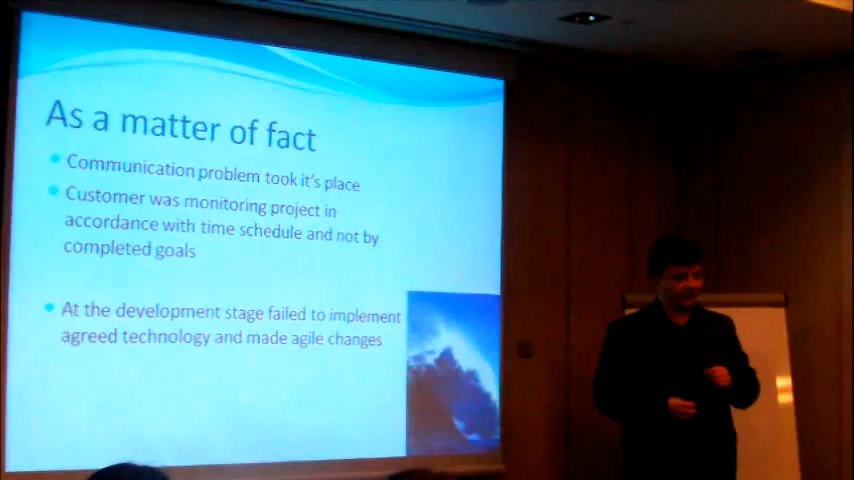 As a matter of fact
Communication problem took it's place
Customer was monitoring project in
accordance with time schedule and not by
completed goals
At the development stage failed to implement
agreed technology and made agile changes